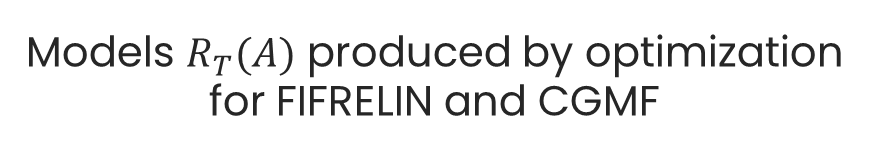 Models R_T(A) produced by optimization
for FIFRELIN and CGMF